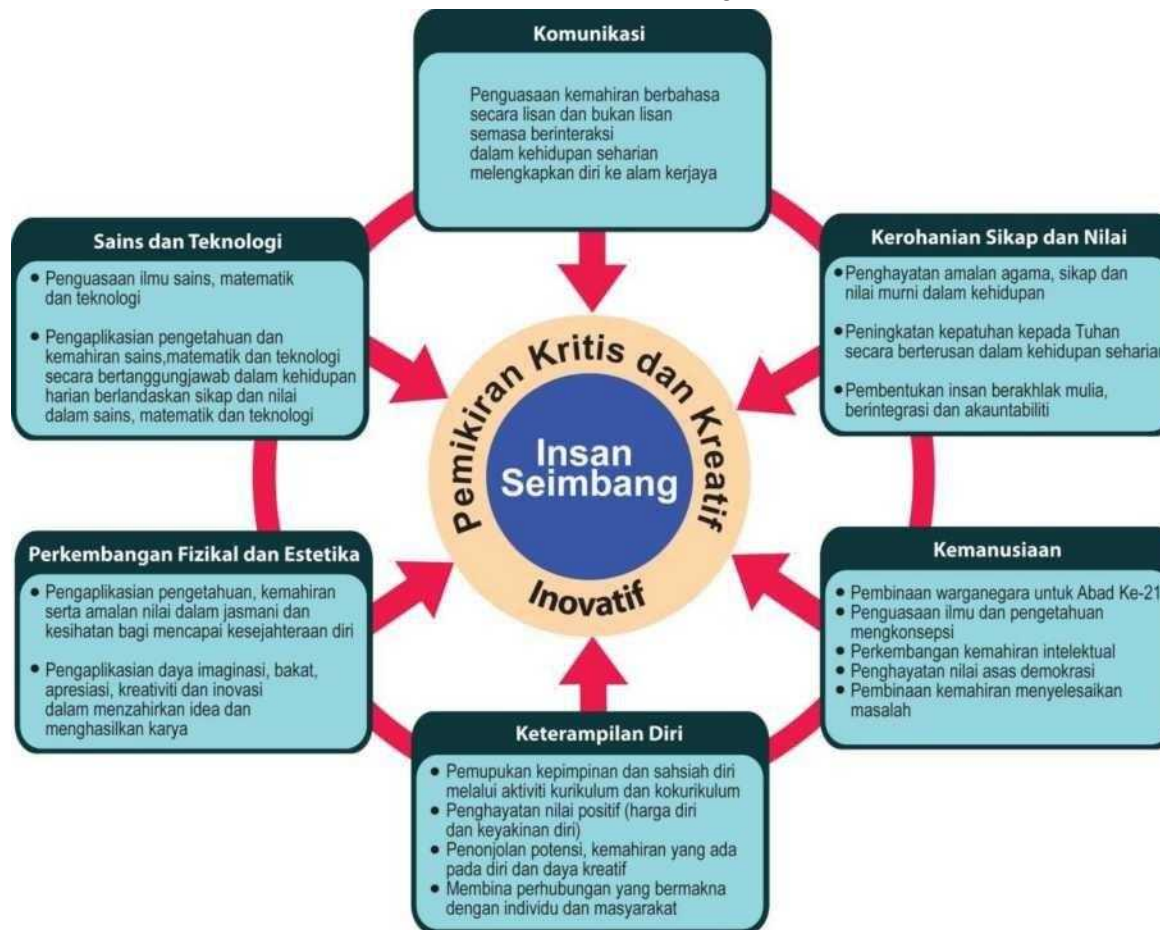 Komunikasi
Penguasaan kemahiran berbahasa
secara lisan dan bukan lisan
semasa berinteraksi
dalam kehidupan seharian
melengkapkan diri ke alam kerjaya
Sains dan Teknologi
• Penguasaan ilmu sains, matematik
dan teknologi
• Pengaplikasian pengetahuan dan
kemahiran sains,matematik dan teknologi
secara bertanggungjawab dalam kehidupan
harian berlandaskan sikap dan nilai
dalam sains, matematik dan teknologi
Kerohanian Sikap dan Nilai
• Penghayatan amalan agama, sikap dan
nilai murni dalam kehidupan
• Peningkatan kepatuhan kepada Tuhan
secara berterusan dalam kehidupan seharian
• Pembentukan insan berakhlak mulia,
berintegrasi dan akauntabiliti
Pemikiran Kritis dan Kreatif
Insan
Seimbang
Inovatif
Perkembangan Fizikal dan Estetika
• Pengaplikasian pengetahuan, kemahiran
serta amalan nilai dalam jasmani dan
kesihatan bagi mencapai kesejahteraan diri
• Pengaplikasian daya imaginasi, bakat,
apresiasi, kreativiti dan inovasi
dalam menzahirkan idea dan
menghasilkan karya
Kemanusiaan
• Pembinaan warganegara untuk Abad Ke-21
• Penguasaan ilmu dan pengetahuan
mengkonsepsi
• Perkembangan kemahiran intelektual
• Penghayatan nilai asas demokrasi
• Pembinaan kemahiran menyelesaikan
masalah
Keterampilan Diri
• Pemupukan kepimpinan dan sahsiah diri
melalui aktiviti kurikulum dan kokurikulum
• Penghayatan nilai positif (harga diri
dan keyakinan diri)
• Penonjolan potensi, kemahiran yang ada
pada diri dan daya kreatif
• Membina perhubungan yang bermakna
dengan individu dan masyarakat